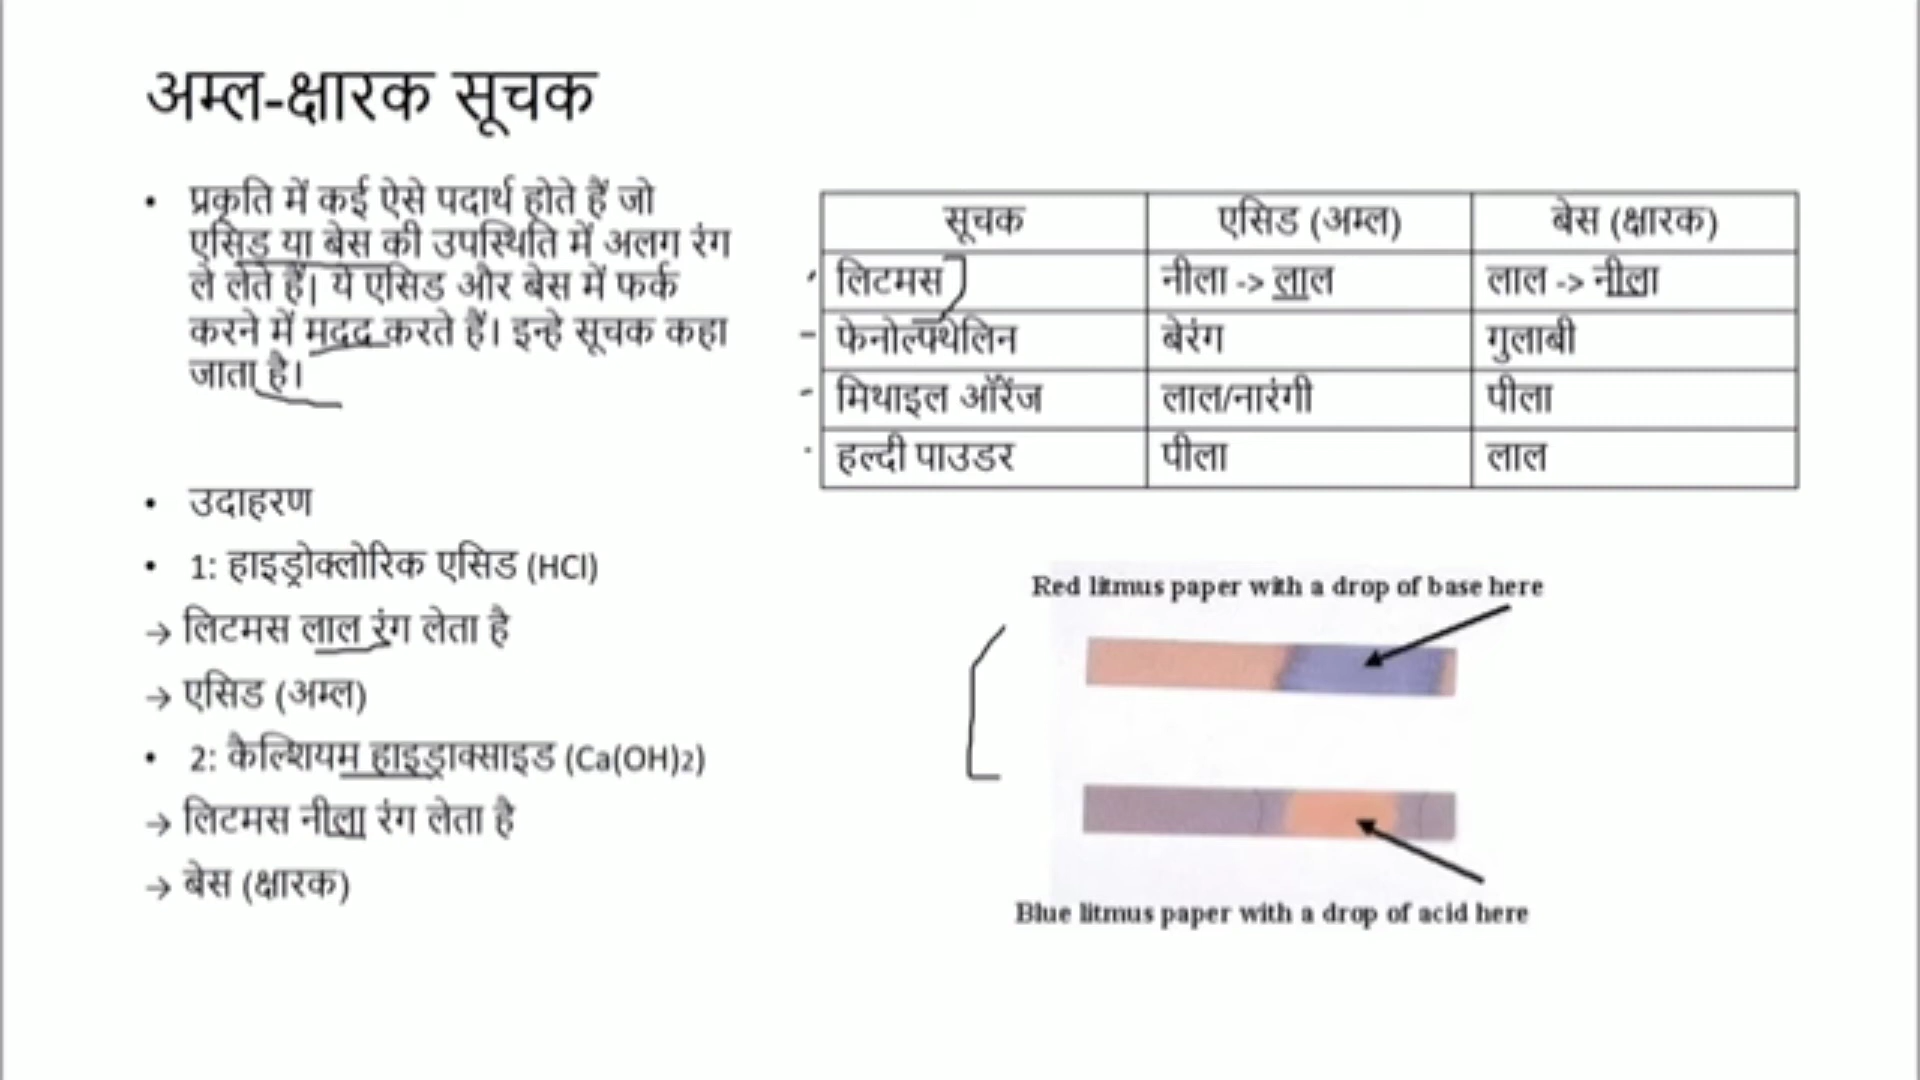 अम्ल-क्षारक सूचक
• प्रकृति में कई ऐसे पदार्थ होते हैं जो
एसिड या बेस की उपस्थिति में अलग रंग
ले लेते हैं| ये एसिड और बेस में फर्क
करने में मदद करते हैं। इन्हे सूचक कहा
जाता है।
• उदाहरण
• 1: हाइड्रोक्लोरिक एसिड (HCl)
→ लिटमस लाल रंग लेता है
→ एसिड (अम्ल)
• 2: कैल्शियम हाइड्राक्साइड (Ca(OH)2)
→ लिटमस नीला रंग लेता है
→ बेस (क्षारक)
सूचक एसिड (अम्ल) बेस (क्षारक)
लिटमस नीला -> लाल लाल -> नीला
फेनोल्फ्थेलिन बेरंग गुलाबी
मिथाइल ऑरेंज लाल/नारंगी पीला
हल्दी पाउडर पीला लाल
Red litmus paper with a drop of base here
Blue litmus paper with a drop of acid here